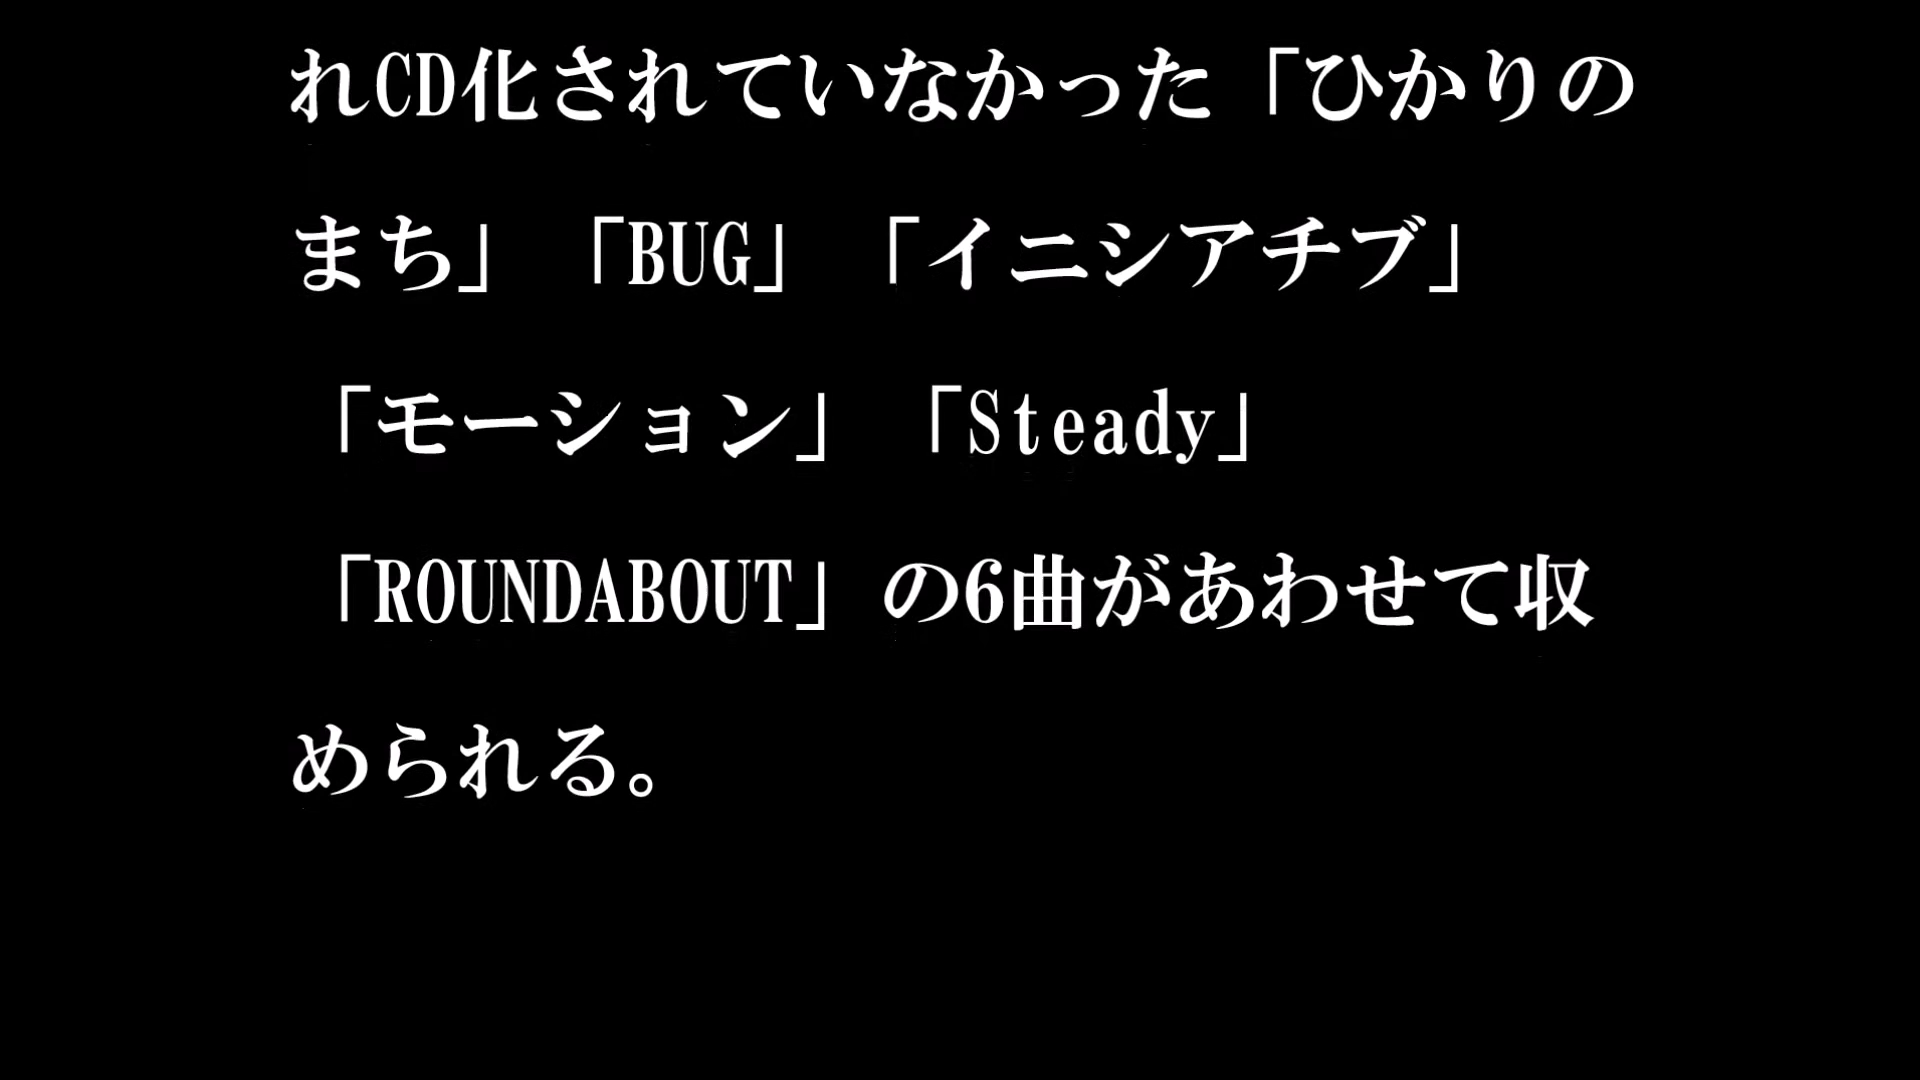 れCD化されていなかった「ひかりの
まち」「BUG」「イニシアチブ」
「モーション」「Steady」
「ROUNDABOUT」の6曲があわせて収
められる。